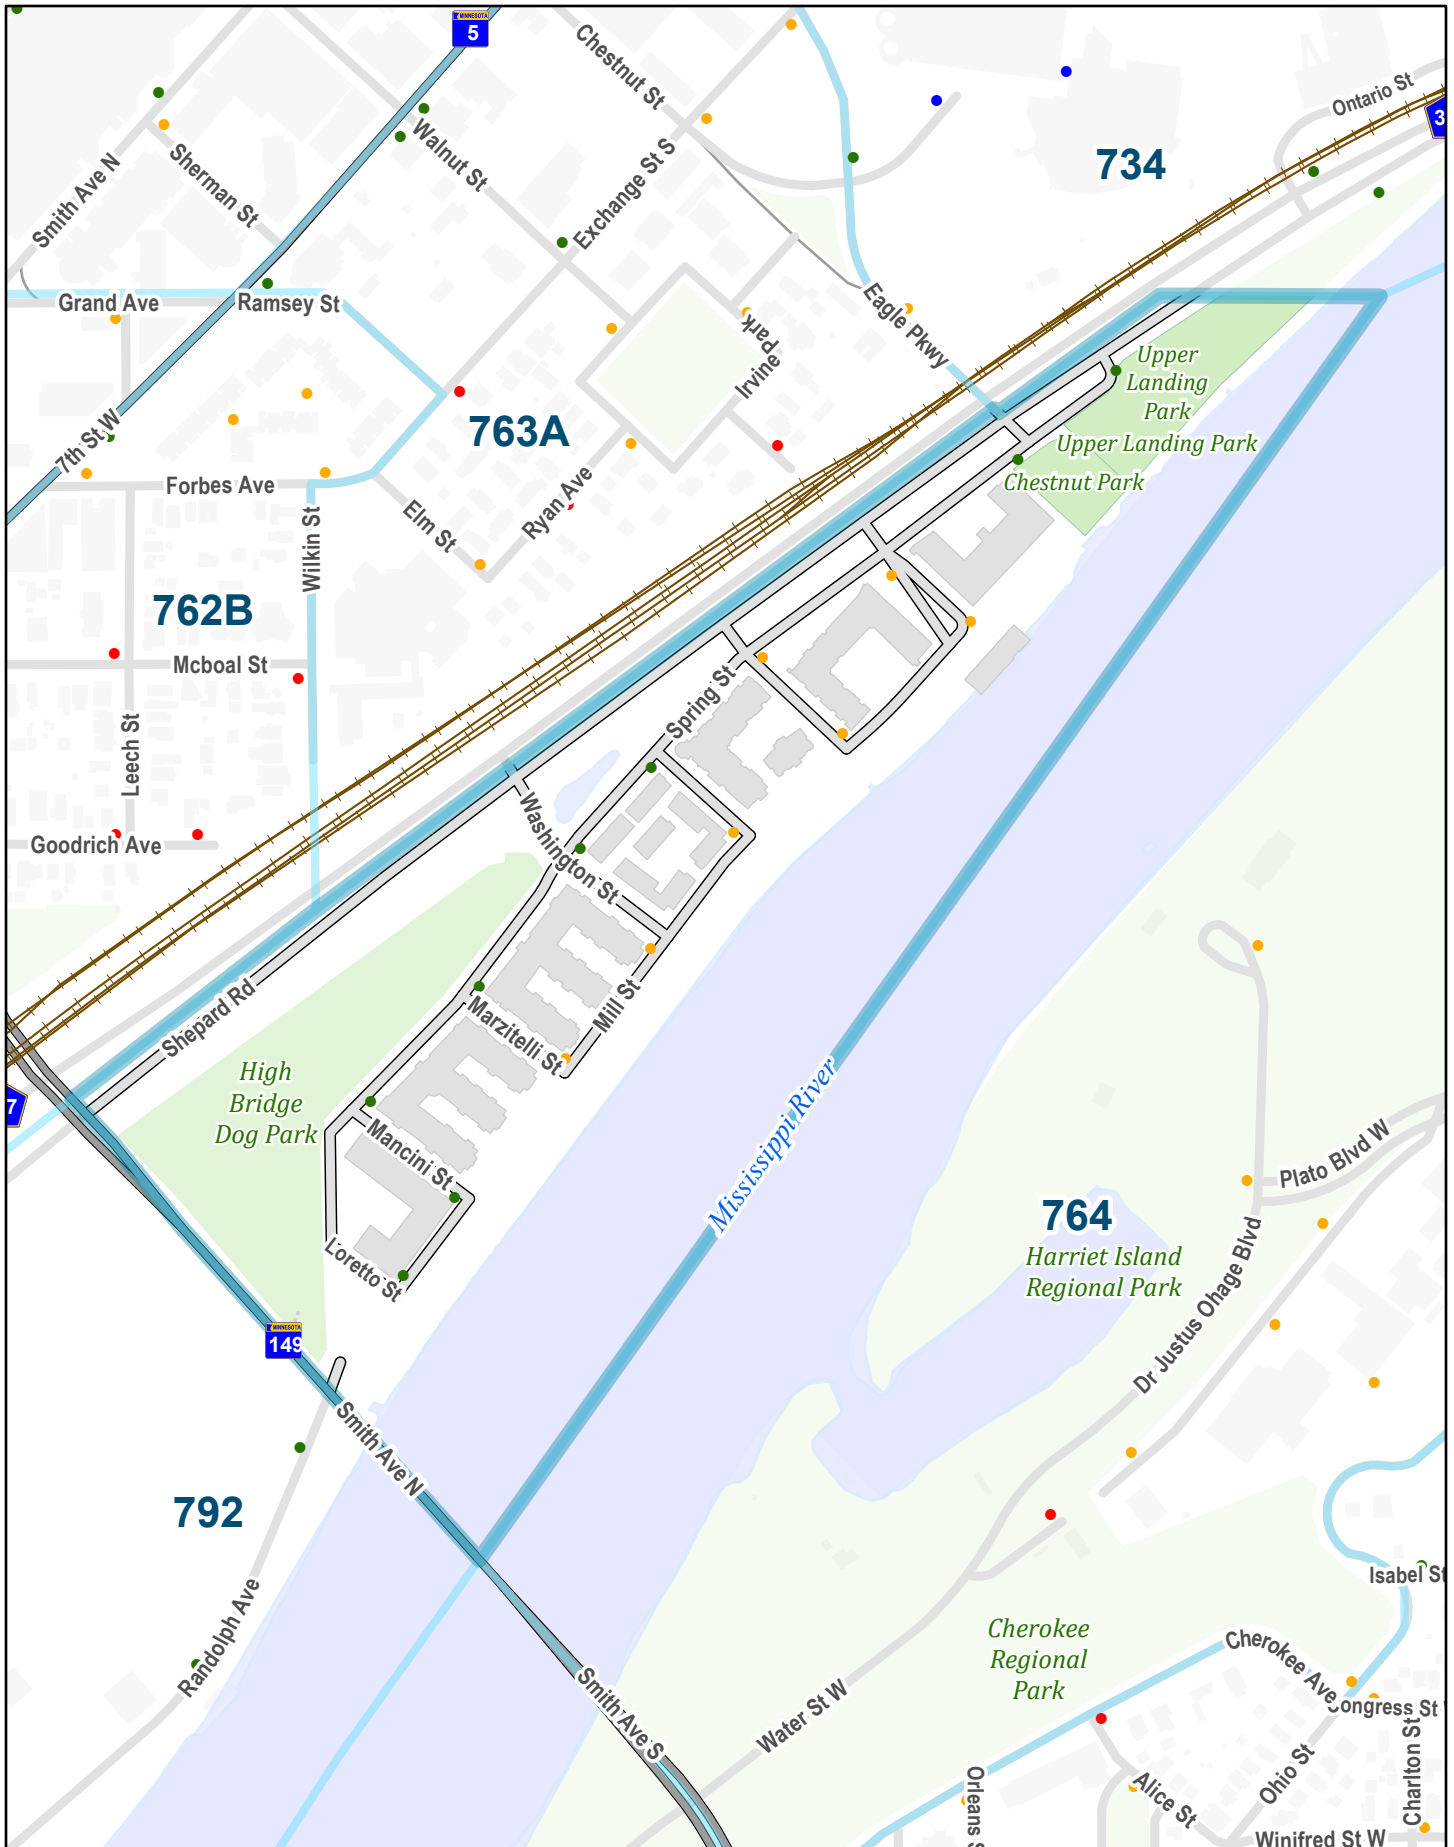 MINNESOTA
5
Chestnut St
Ontario St
3
Walnut St
734
Smith Ave N
Sherman St
Exchange St S
Grand Ave
Ramsey St
Eagle Pkwy
Irvine
Park
Upper
Landing
Park
7th St W
763A
Upper Landing Park
Chestnut Park
Forbes Ave
Elm St
Ryan Ave
Wilkin St
762B
Mcboal St
Spring St
Leech St
Goodrich Ave
Washington St
Shepard Rd
Marzitelli St
Mill St
High
Bridge
Dog Park
7
Mancini St
Mississippi River
Plato Blvd W
764
Harriet Island
Regional Park
Dr Justus Ohage Blvd
Loretto St
MINNESOTA
149
Smith Ave N
792
Isabel St
Randolph Ave
Cherokee
Regional
Park
Cherokee Ave
Smith Ave S
Water St W
Congress St
Charlton St
Orleans S
Alice St
Ohio St
Winifred St W